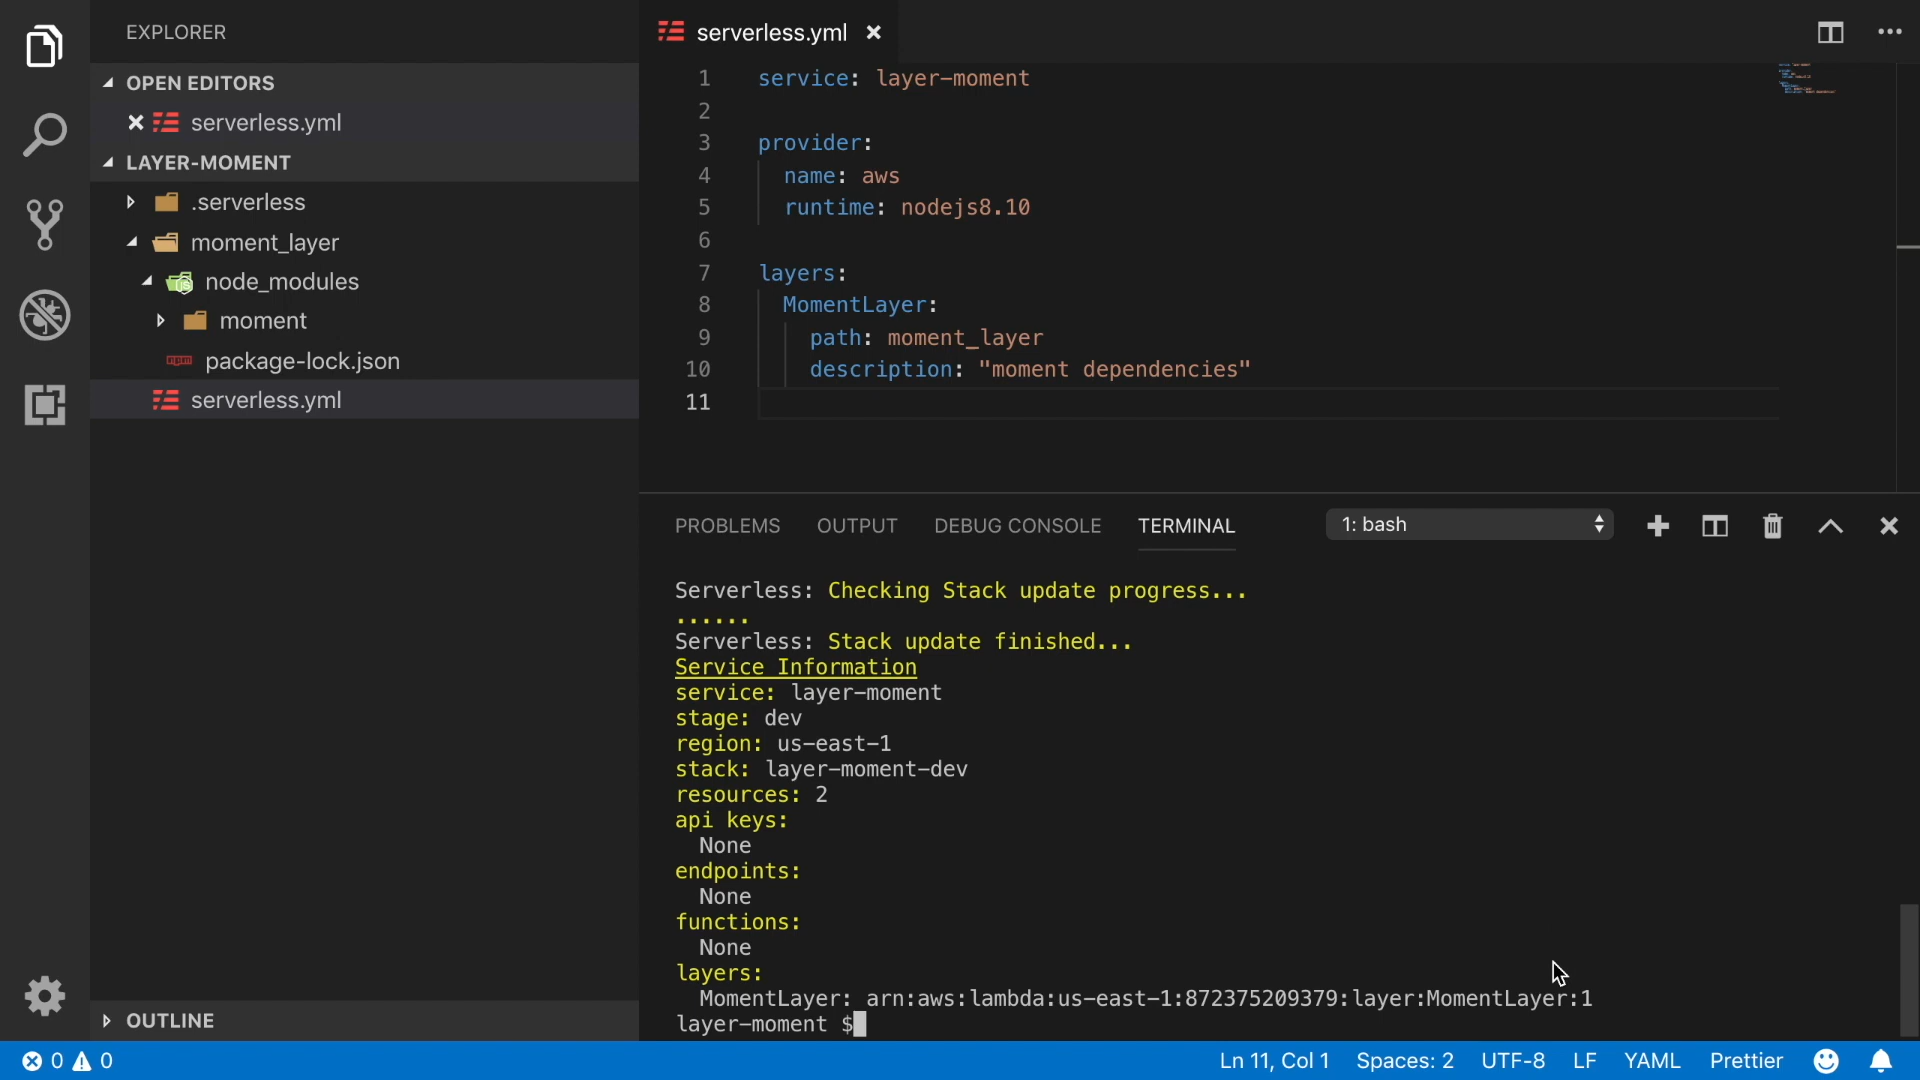 EXPLORER
OPEN EDITORS
serverless.yml
LAYER-MOMENT
.serverless
moment_layer
node_modules
moment
package-lock.json
serverless.yml
OUTLINE
serverless.yml
1 service: layer-moment
2
3 provider:
4 name: aws
5 runtime: nodejs8.10
6
7 layers:
8 MomentLayer:
9 path: moment_layer
10 description: "moment dependencies"
11
PROBLEMS OUTPUT DEBUG CONSOLE TERMINAL 1: bash
Serverless: Checking Stack update progress...
......
Serverless: Stack update finished...
Service Information
service: layer-moment
stage: dev
region: us-east-1
stack: layer-moment-dev
resources: 2
api keys:
None
endpoints:
None
functions:
None
layers:
MomentLayer: arn:aws:lambda:us-east-1:872375209379:layer:MomentLayer:1
layer-moment $
0 0 Ln 11, Col 1 Spaces: 2 UTF-8 LF YAML Prettier